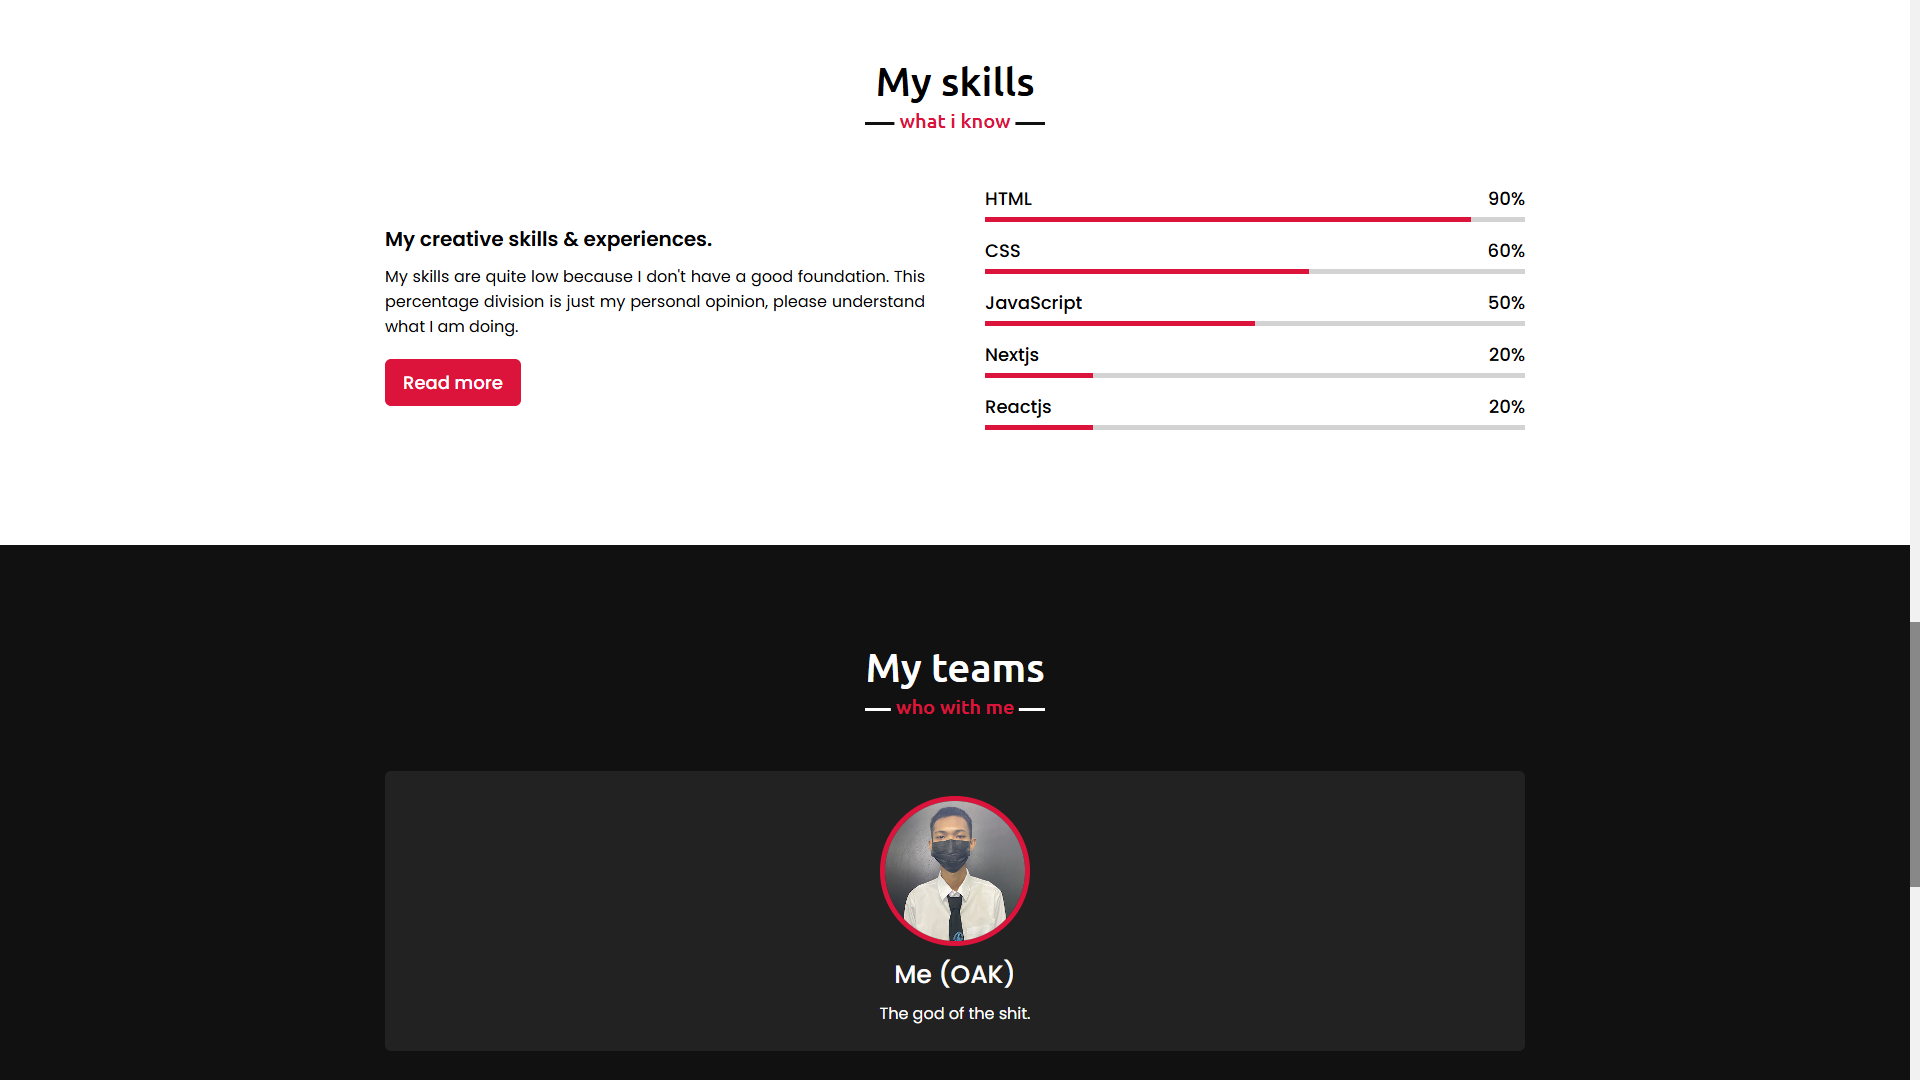 My skills
what i know
My creative skills & experiences.
My skills are quite low because I don't have a good foundation. This
percentage division is just my personal opinion, please understand
what I am doing.
Read more
HTML 90%
CSS 60%
JavaScript 50%
Nextjs 20%
Reactjs 20%
My teams
who with me
Me (OAK)
The god of the shit.